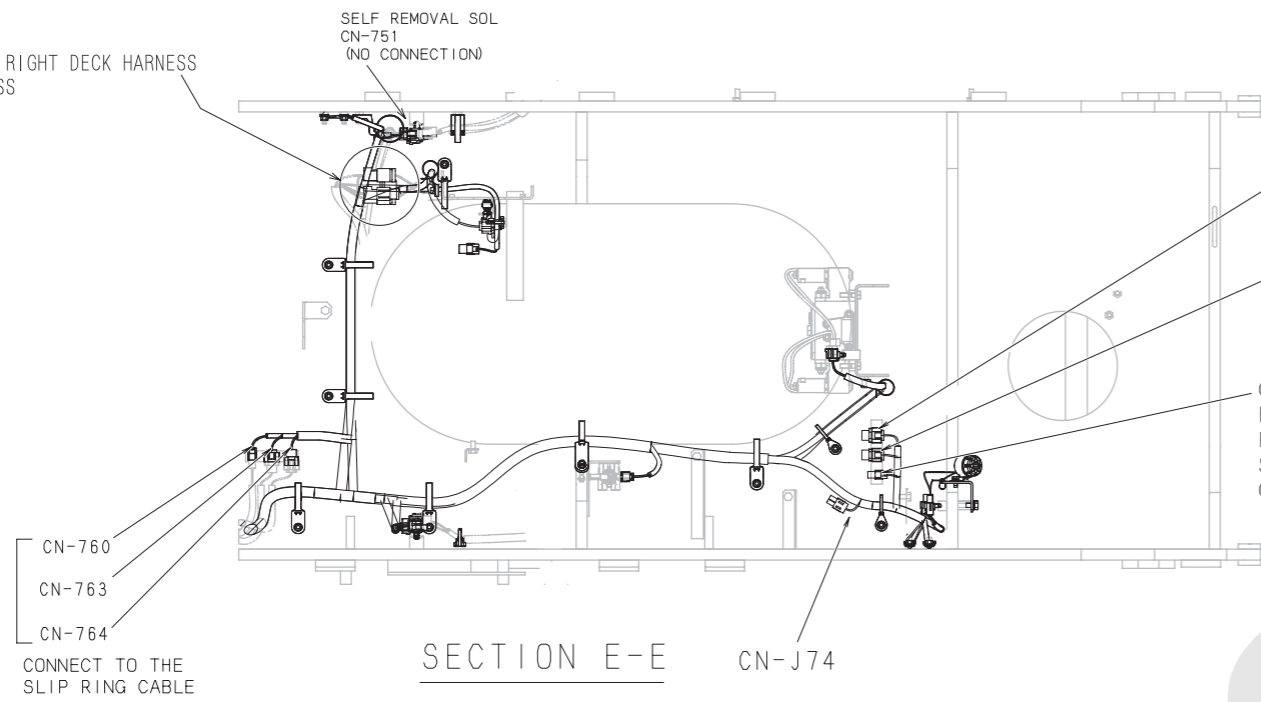 SELF REMOVAL SOL
CN-751
(NO CONNECTION)
RIGHT DECK HARNESS
SS
CN-760
CN-763
CN-764
CONNECT TO THE
SLIP RING CABLE
SECTION E-E
CN-J74